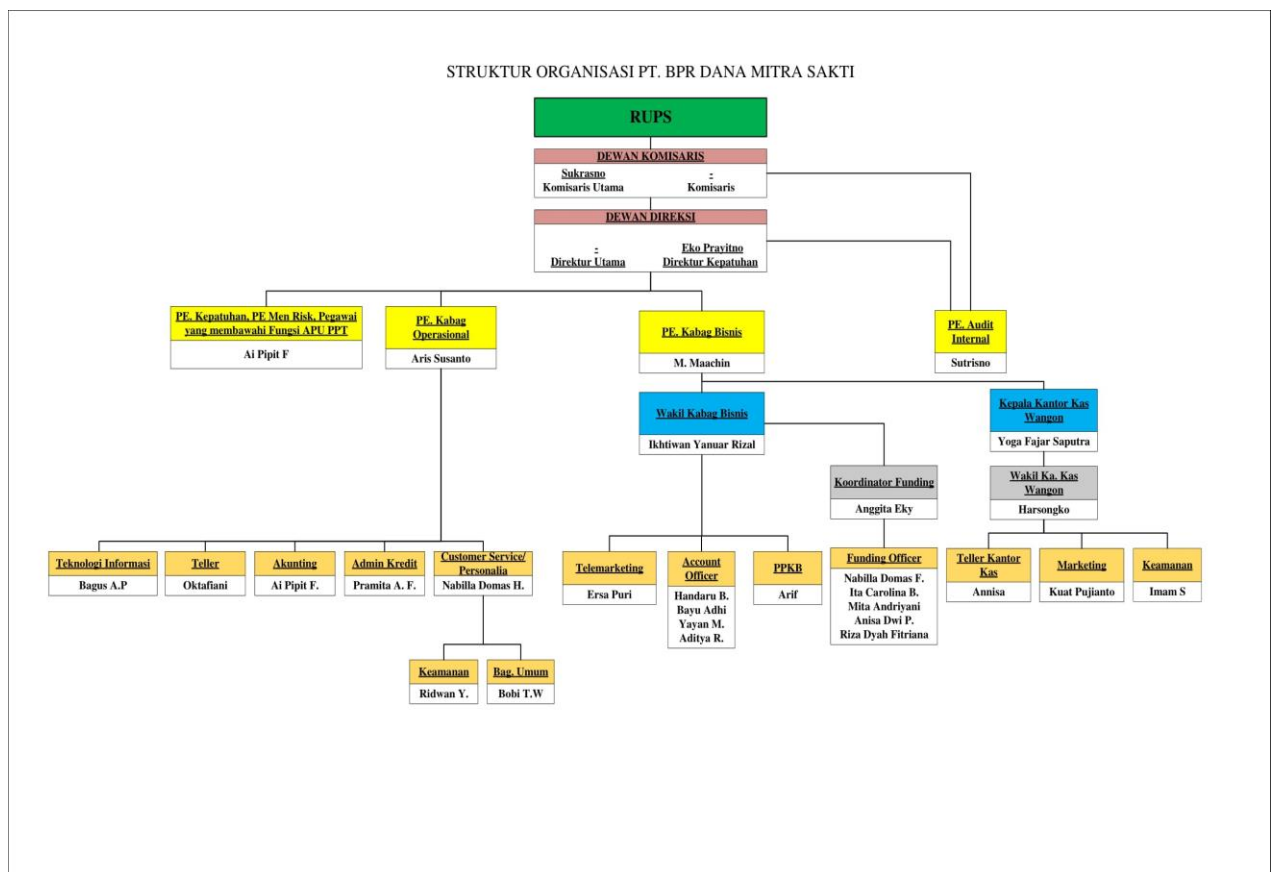 STRUKTUR ORGANISASI PT. BPR DANA MITRA SAKTI
RUPS
DEWAN KOMISARIS
Sukrasno
Komisaris Utama
-
Komisaris
DEWAN DIREKSI
-
Direktur Utama
Eko Prayitno
Direktur Kepatuhan
PE. Kepatuhan, PE Men Risk, Pegawai
yang membawahi Fungsi APU PPT
Ai Pipit F
PE. Kabag
Operasional
Aris Susanto
PE. Kabag Bisnis
M. Maachin
PE. Audit
Internal
Sutrisno
Wakil Kabag Bisnis
Ikhtiwan Yanuar Rizal
Kepala Kantor Kas
Wangon
Yoga Fajar Saputra
Koordinator Funding
Anggita Eky
Wakil Ka. Kas
Wangon
Harsongko
Teknologi Informasi
Bagus A.P
Teller
Oktafiani
Akunting
Ai Pipit F.
Admin Kredit
Pramita A. F.
Customer Service/
Personalia
Nabilla Domas H.
Telemarketing
Ersa Puri
Account
Officer
Handaru B.
Bayu Adhi
Yayan M.
Aditya R.
PPKB
Arif
Funding Officer
Nabilla Domas F.
Ita Carolina B.
Mita Andriyani
Anisa Dwi P.
Riza Dyah Fitriana
Teller Kantor
Kas
Annisa
Marketing
Kuat Pujianto
Keamanan
Imam S
Keamanan
Ridwan Y.
Bag. Umum
Bobi T.W